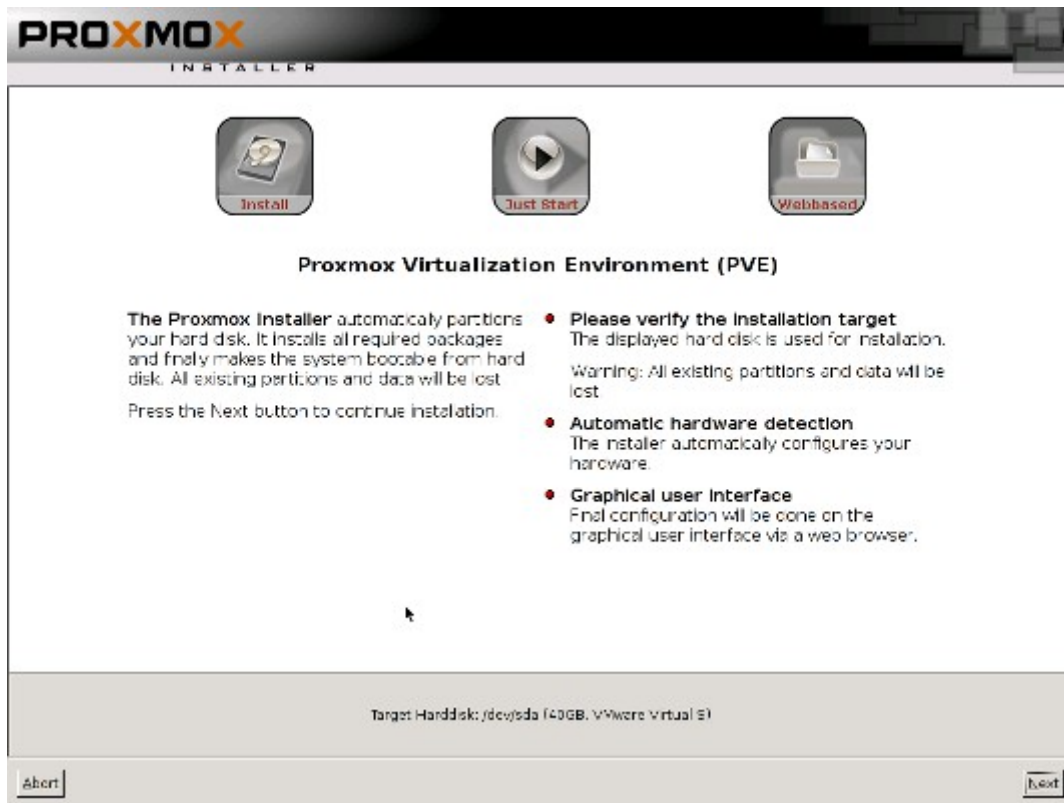 PROXMOX
INSTALLER
Install
Just Start
Webbased
Proxmox Virtualization Environment (PVE)
The Proxmox Installer automatically partitions
your hard disk. It installs all required packages
and finally makes the system bootable from hard
disk. All existing partitions and data will be lost
Press the Next button to continue installation.
Please verify the installation target
The displayed hard disk is used for installation.
Warning: All existing partitions and data will be
lost
Automatic hardware detection
The installer automatically configures your
hardware.
Graphical user interface
Final configuration will be done on the
graphical user interface via a web browser.
Target Harddisk: /dev/sda (40GB, VMware Virtual S)
Abort
Next